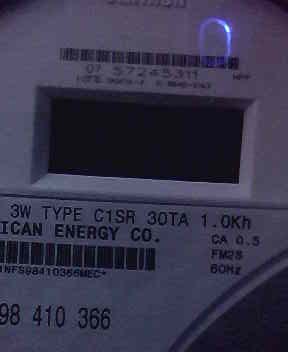 07 57245311
3W TYPE C1SR 30TA 1.0Kh
ICAN ENERGY CO.
CA 0.5
FM2S
60Hz
NFS98410366MEC*
98 410 366